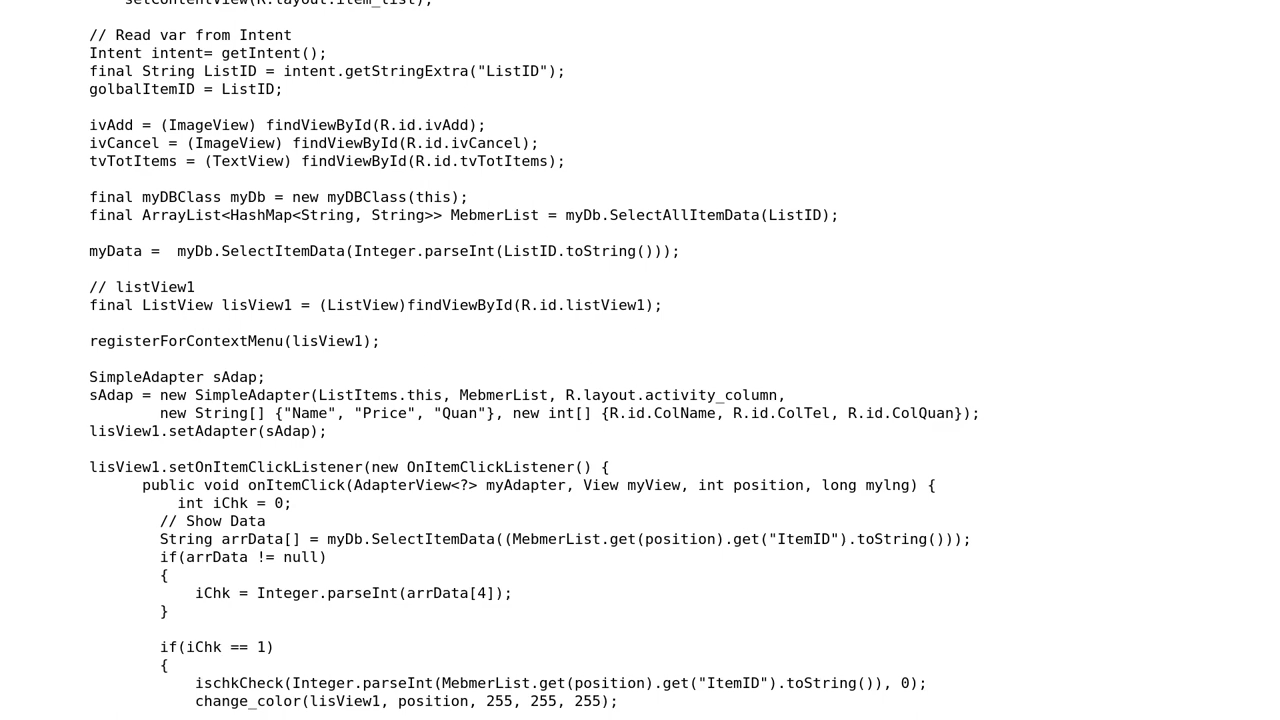 setContentView(R.layout.item_list);
// Read var from Intent
Intent intent= getIntent();
final String ListID = intent.getStringExtra("ListID");
golbalItemID = ListID;
ivAdd = (ImageView) findViewById(R.id.ivAdd);
ivCancel = (ImageView) findViewById(R.id.ivCancel);
tvTotItems = (TextView) findViewById(R.id.tvTotItems);
final myDBClass myDb = new myDBClass(this);
final ArrayList<HashMap<String, String>> MebmerList = myDb.SelectAllItemData(ListID);
myData =  myDb.SelectItemData(Integer.parseInt(ListID.toString()));
// listView1
final ListView lisView1 = (ListView)findViewById(R.id.listView1);
registerForContextMenu(lisView1);
SimpleAdapter sAdap;
sAdap = new SimpleAdapter(ListItems.this, MebmerList, R.layout.activity_column,
new String[] {"Name", "Price", "Quan"}, new int[] {R.id.ColName, R.id.ColTel, R.id.ColQuan});
lisView1.setAdapter(sAdap);
lisView1.setOnItemClickListener(new OnItemClickListener() {
public void onItemClick(AdapterView<?> myAdapter, View myView, int position, long mylng) {
int iChk = 0;
// Show Data
String arrData[] = myDb.SelectItemData((MebmerList.get(position).get("ItemID").toString()));
if(arrData != null)
{
iChk = Integer.parseInt(arrData[4]);
}
if(iChk == 1)
{
ischkCheck(Integer.parseInt(MebmerList.get(position).get("ItemID").toString()), 0);
change_color(lisView1, position, 255, 255, 255);